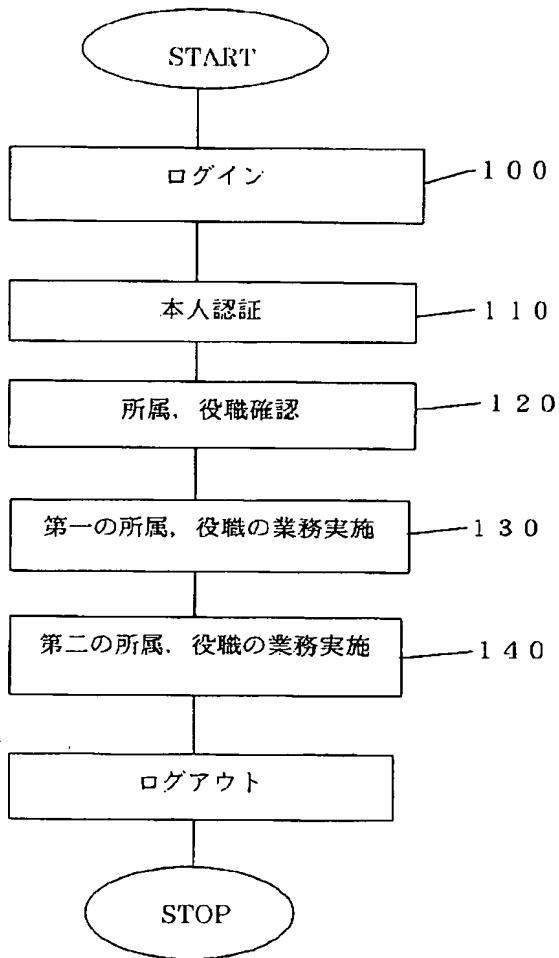 START
ログイン
100
本人認証
110
所属, 役職確認
120
第一の所属, 役職の業務実施
130
第二の所属, 役職の業務実施
140
ログアウト
STOP